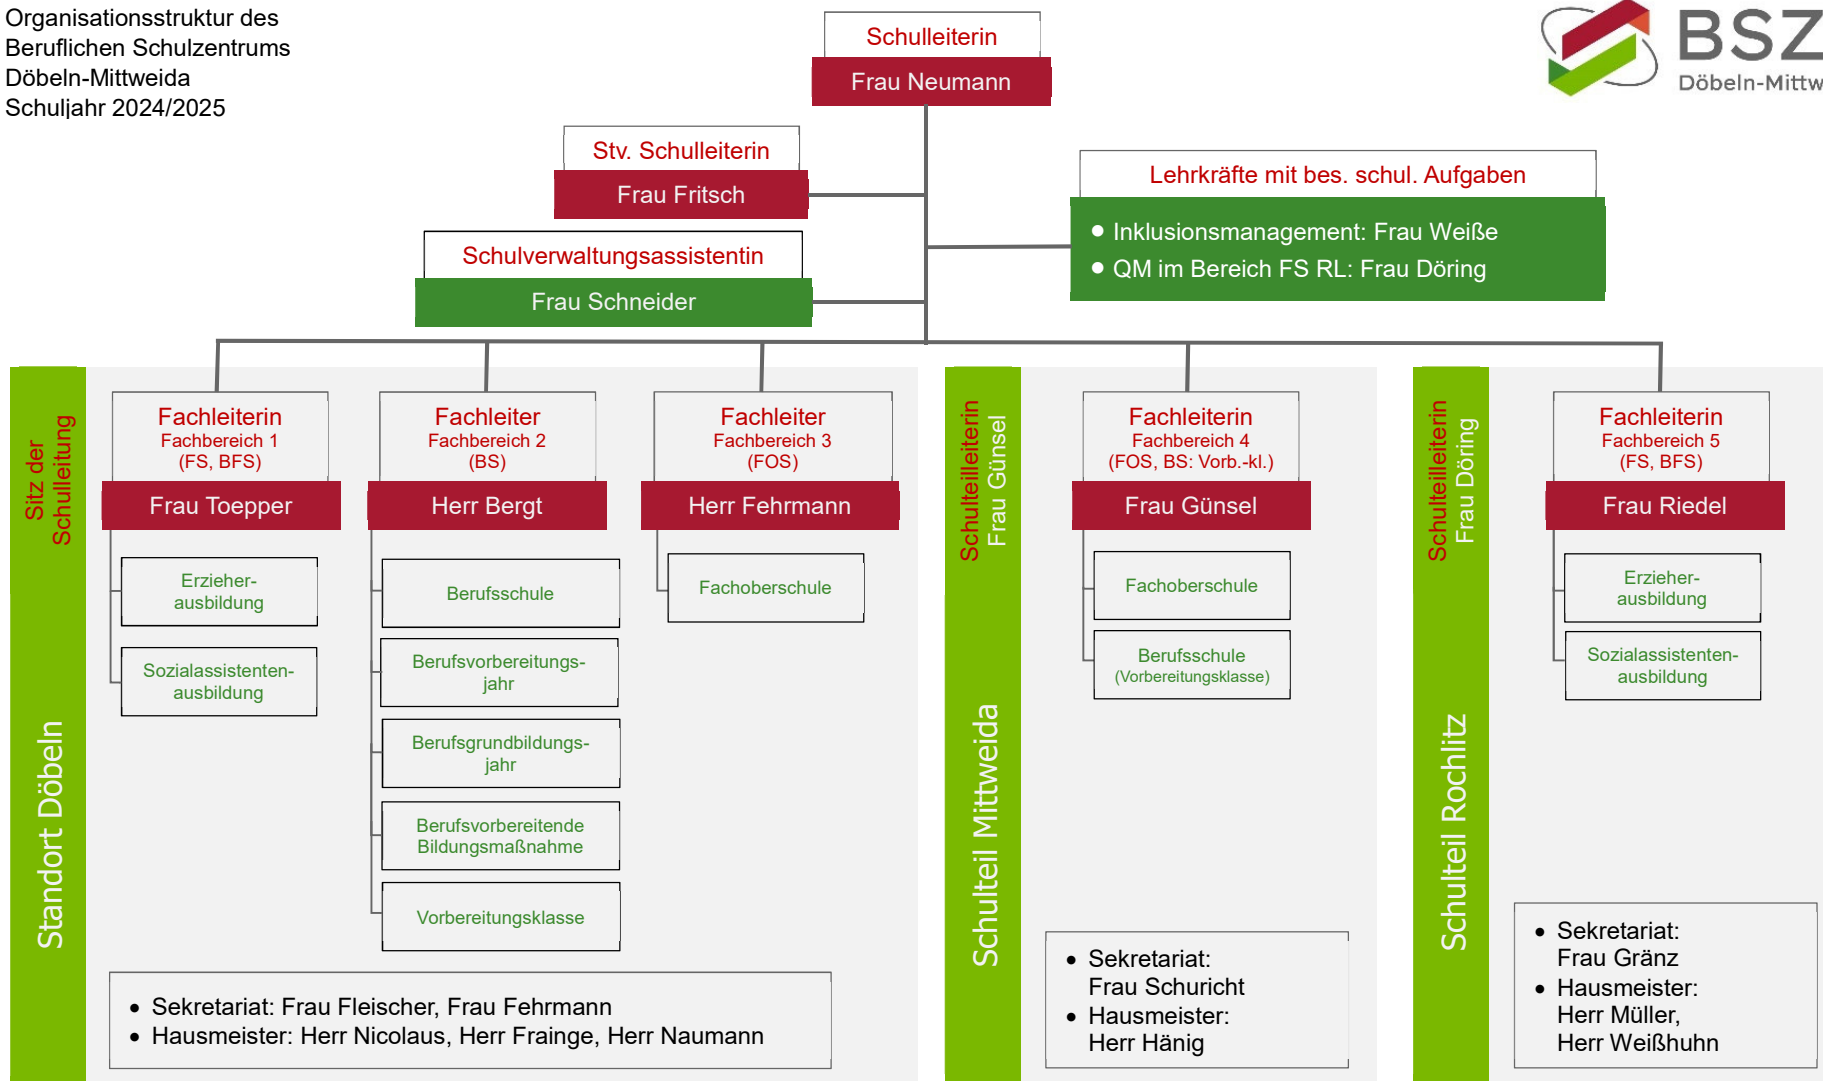 Organisationsstruktur des
Beruflichen Schulzentrums
Döbeln-Mittweida
Schuljahr 2024/2025
BSZ
Döbeln-Mittw
Schulleiterin
Frau Neumann
Stv. Schulleiterin
Frau Fritsch
Lehrkräfte mit bes. schul. Aufgaben
• Inklusionsmanagement: Frau Weiße
• QM im Bereich FS RL: Frau Döring
Schulverwaltungsassistentin
Frau Schneider
Sitz der
Schulleitung
Standort Döbeln
Fachleiterin
Fachbereich 1
(FS, BFS)
Frau Toepper
Erzieher-
ausbildung
Sozialassistenten-
ausbildung
Fachleiter
Fachbereich 2
(BS)
Herr Bergt
Berufsschule
Berufsvorbereitungs-
jahr
Berufsgrundbildungs-
jahr
Berufsvorbereitende
Bildungsmaßnahme
Vorbereitungsklasse
Fachleiter
Fachbereich 3
(FOS)
Herr Fehrmann
Fachoberschule
• Sekretariat: Frau Fleischer, Frau Fehrmann
• Hausmeister: Herr Nicolaus, Herr Frainge, Herr Naumann
Schulteilleiterin
Frau Günsel
Schulteil Mittweida
Fachleiterin
Fachbereich 4
(FOS, BS: Vorb.-kl.)
Frau Günsel
Fachoberschule
Berufsschule
(Vorbereitungsklasse)
• Sekretariat:
Frau Schuricht
• Hausmeister:
Herr Hänig
Schulteilleiterin
Frau Döring
Schulteil Rochlitz
Fachleiterin
Fachbereich 5
(FS, BFS)
Frau Riedel
Erzieher-
ausbildung
Sozialassistenten-
ausbildung
• Sekretariat:
Frau Gränz
• Hausmeister:
Herr Müller,
Herr Weißhuhn